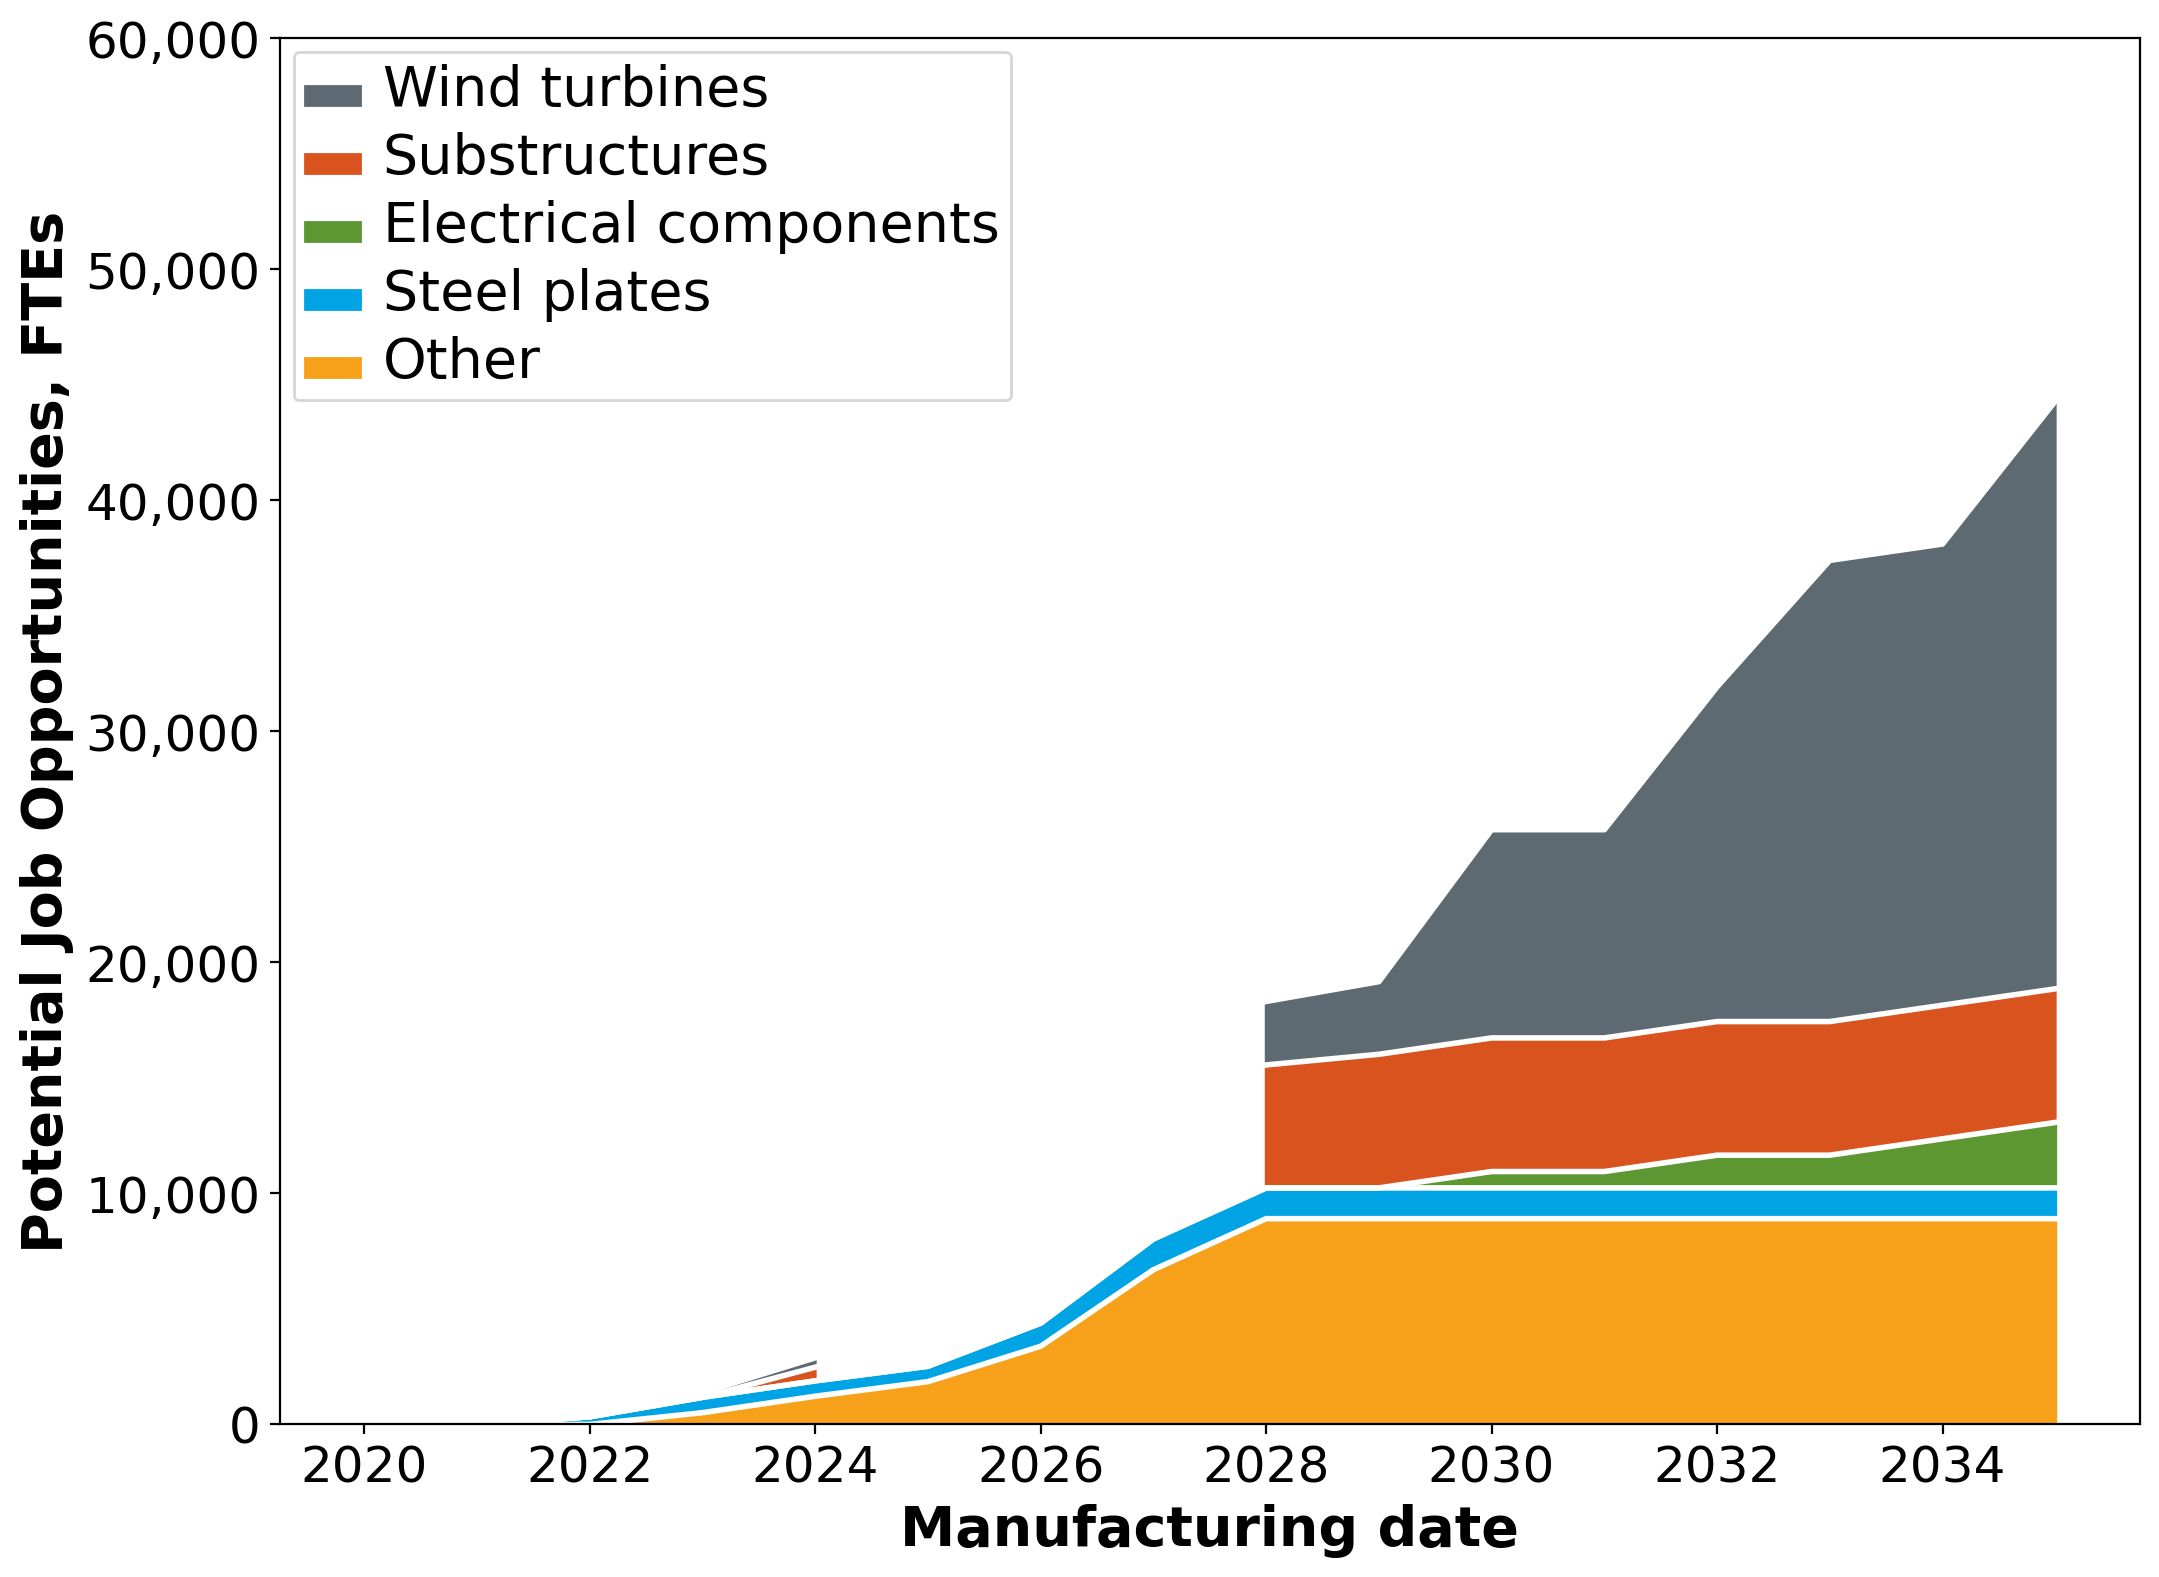 60,000
50,000
40,000
30,000
20,000
10,000
0
Potential Job Opportunities, FTEs
Wind turbines
Substructures
Electrical components
Steel plates
Other
2020 2022 2024 2026 2028 2030 2032 2034
Manufacturing date